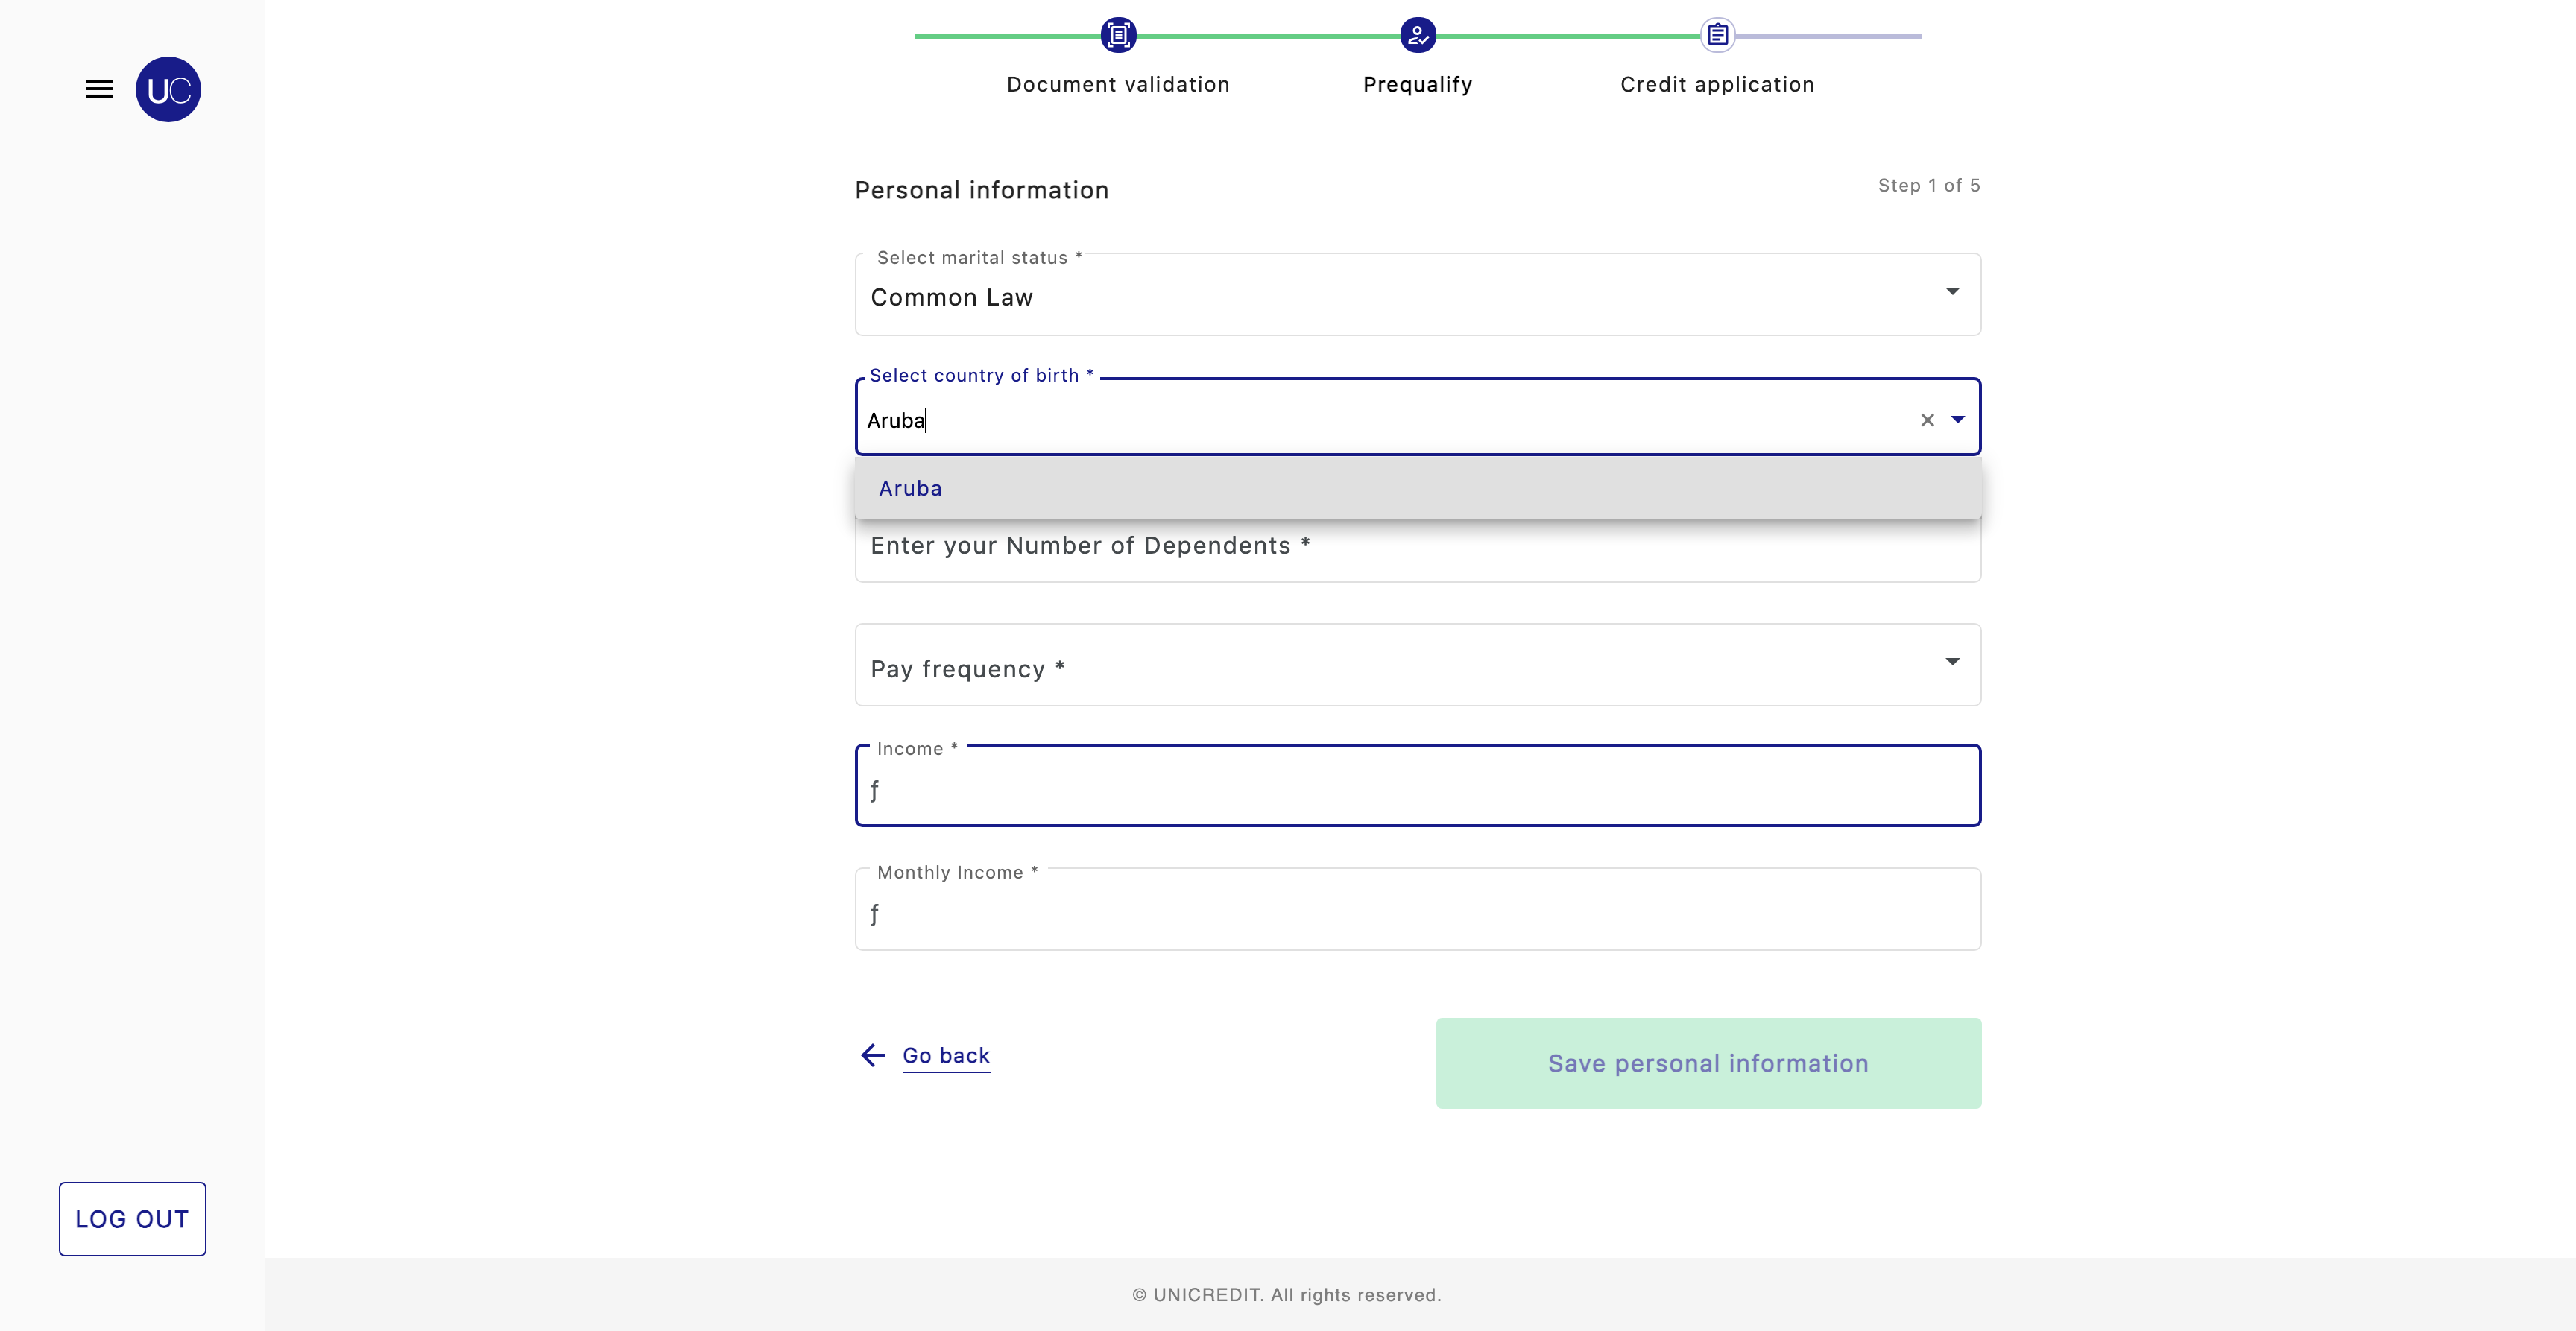 UC
Document validation
Prequalify
Credit application
Personal information
Step 1 of 5
Select marital status *
Common Law
Select country of birth *
Aruba
Aruba
Enter your Number of Dependents *
Pay frequency *
Income *
ƒ
Monthly Income *
ƒ
Go back
Save personal information
LOG OUT
© UNICREDIT. All rights reserved.